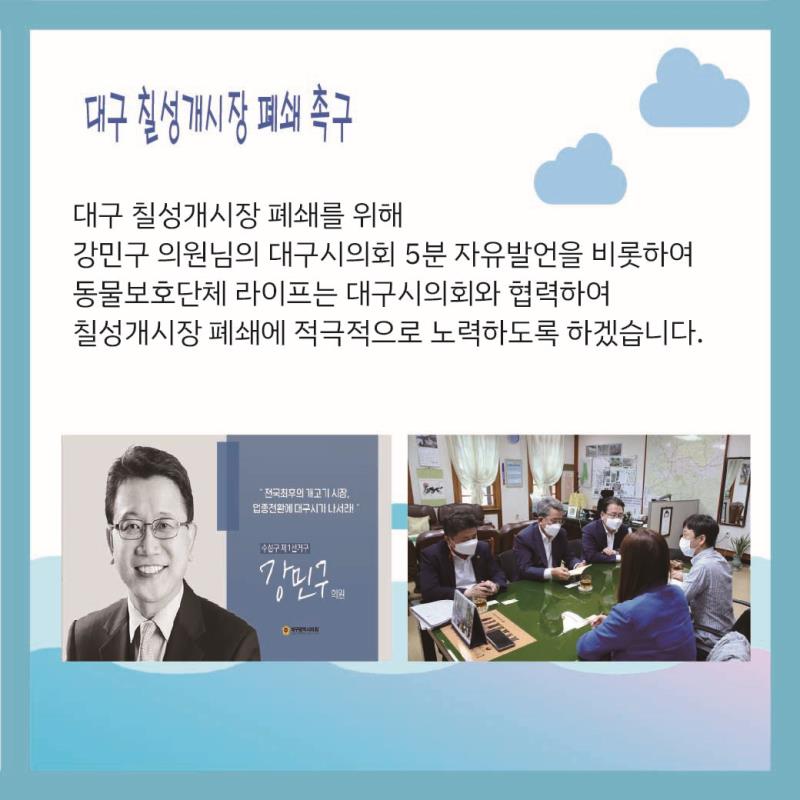 대구 칠성개시장 폐쇄 촉구
대구 칠성개시장 폐쇄를 위해
강민구 의원님의 대구시의회 5분 자유발언을 비롯하여
동물보호단체 라이프는 대구시의회와 협력하여
칠성개시장 폐쇄에 적극적으로 노력하도록 하겠습니다.
" 전국최후의 개고기 시장,
업종전환에 대구시가 나서라! "
수성구 제1선거구
강민구 의원
대구광역시의회